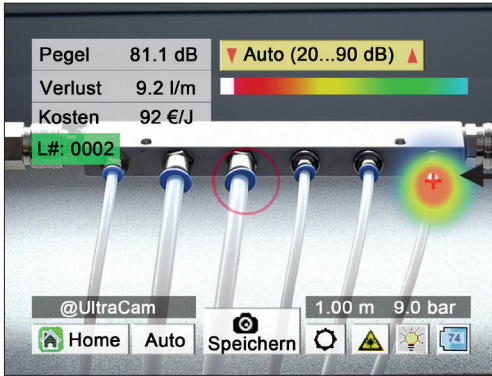 Pegel 81.1 dB
▼ Auto (20...90 dB) ▲
Verlust 9.2 l/m
Kosten 92 €/J
L#: 0002
@UltraCam
1.00 m 9.0 bar
Home Auto Speichern 74